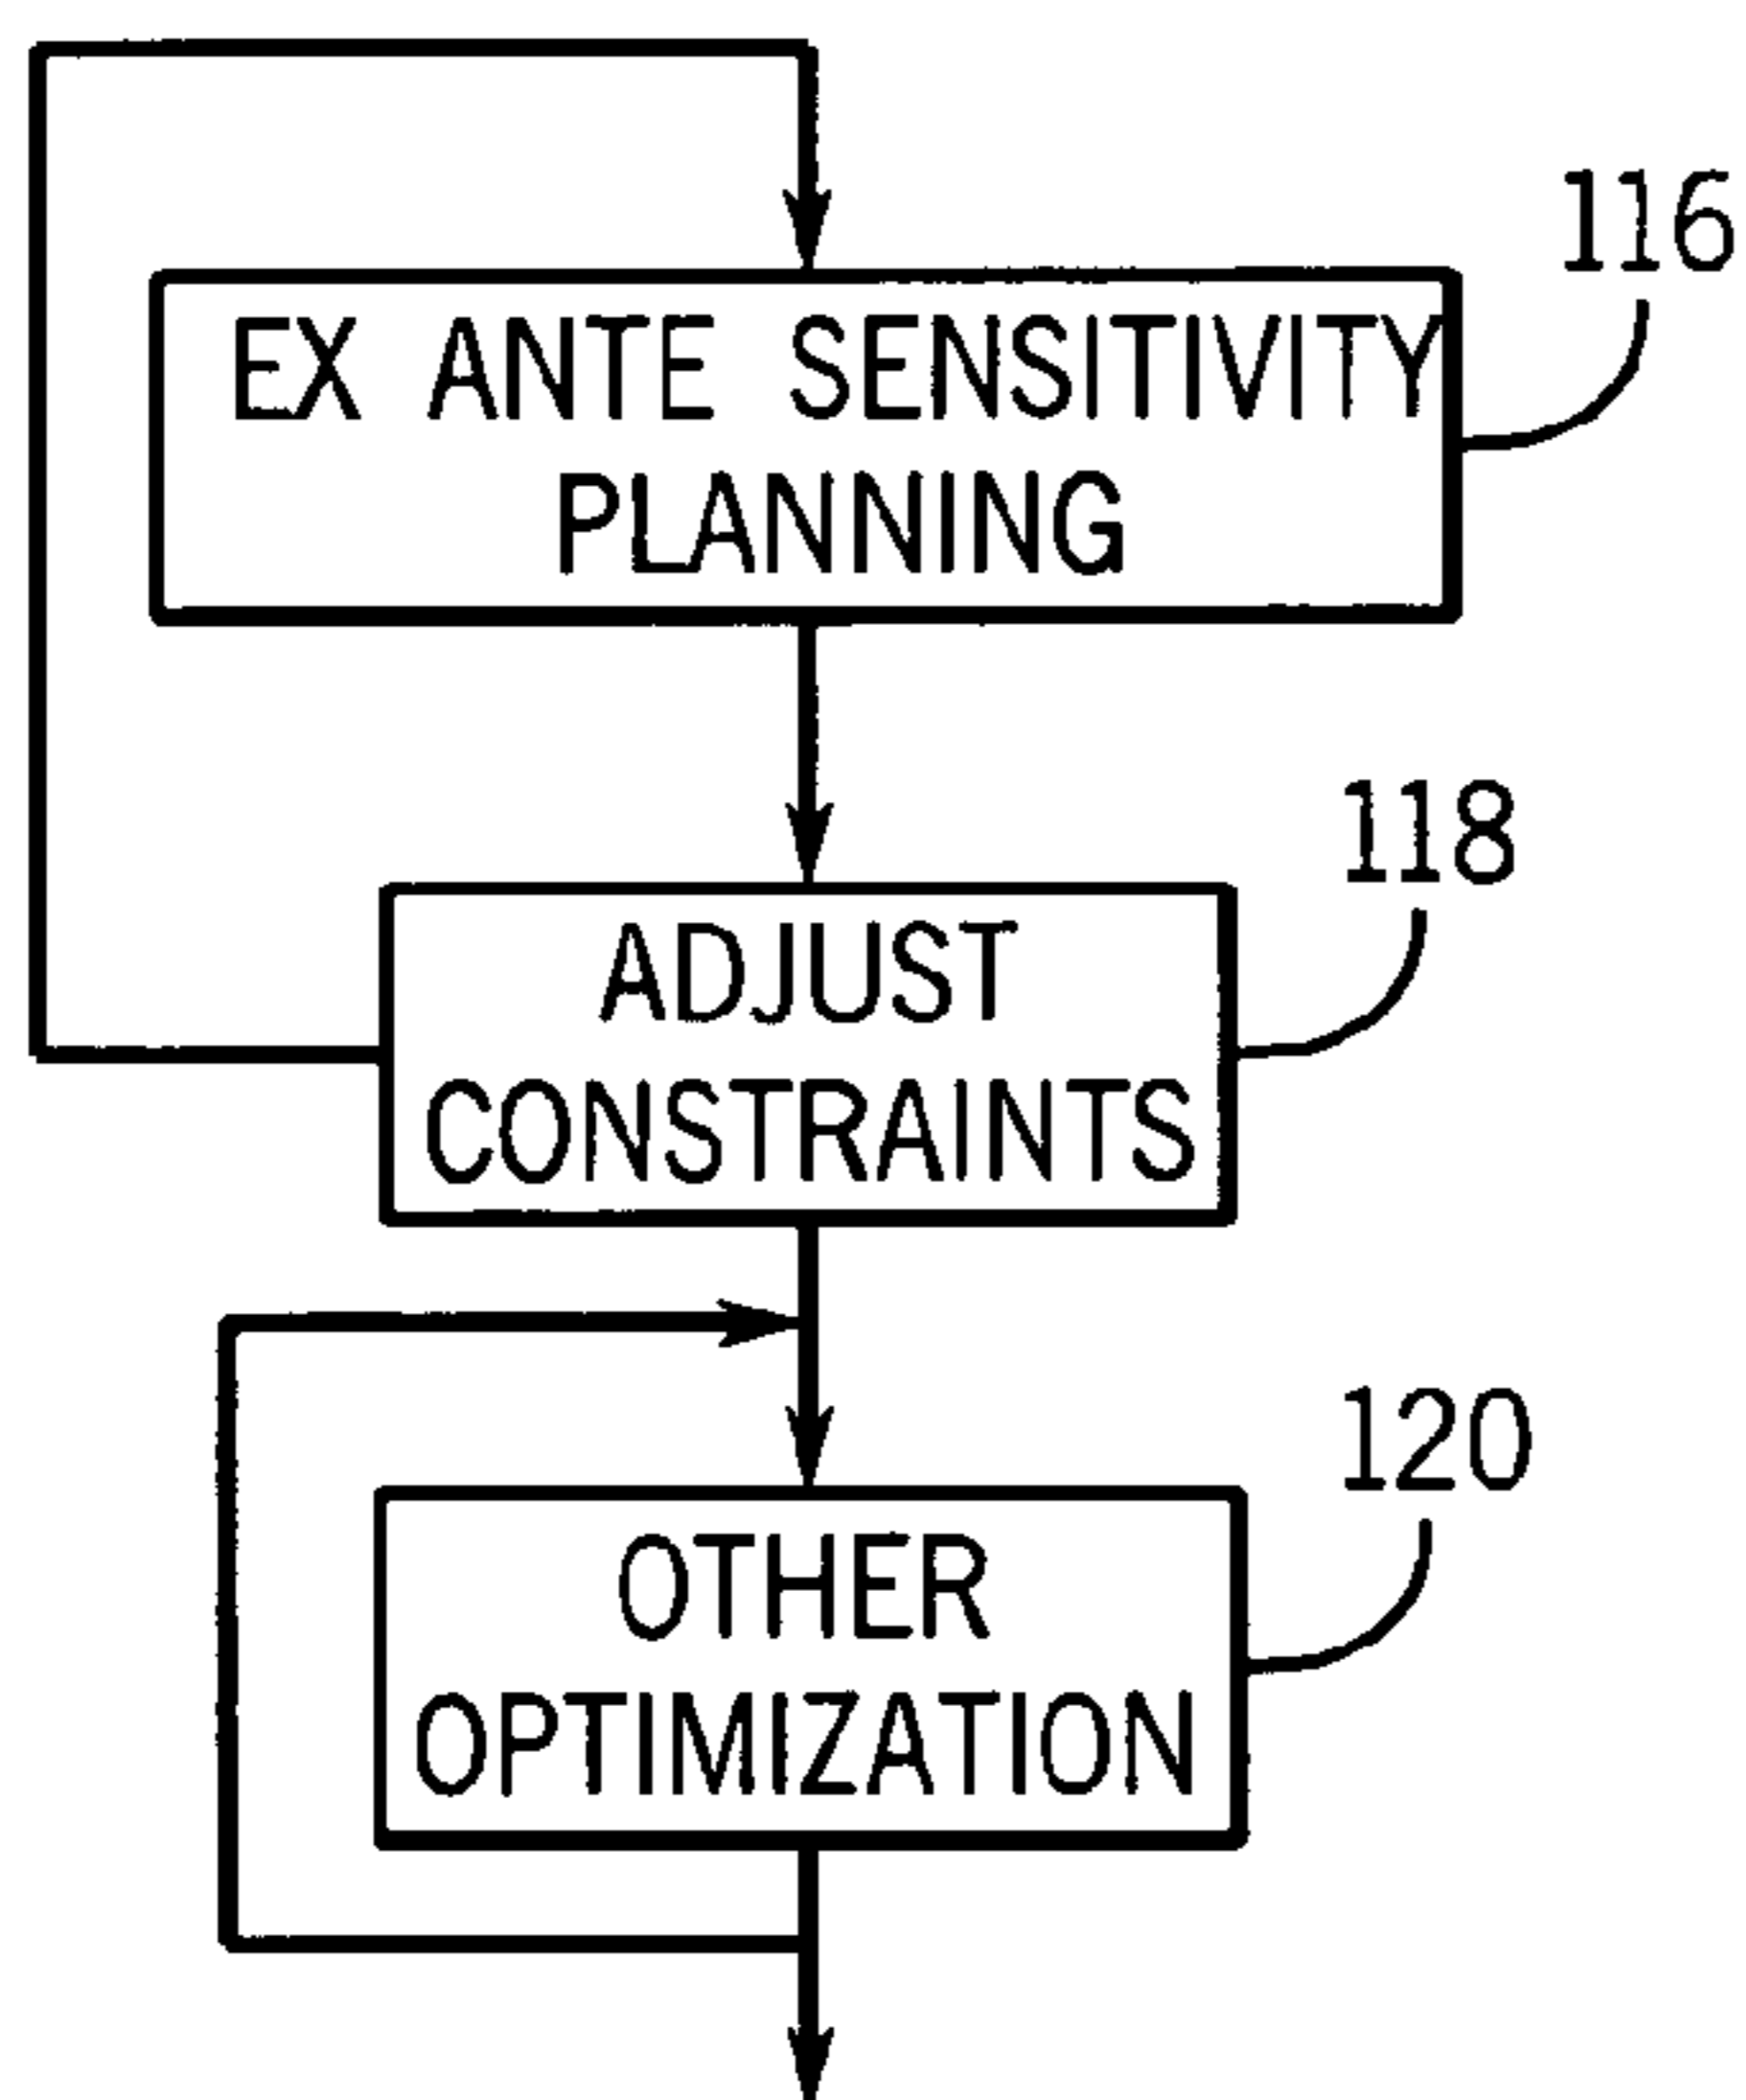 116
EX ANTE SENSITIVITY
PLANNING
118
ADJUST
CONSTRAINTS
120
OTHER
OPTIMIZATION